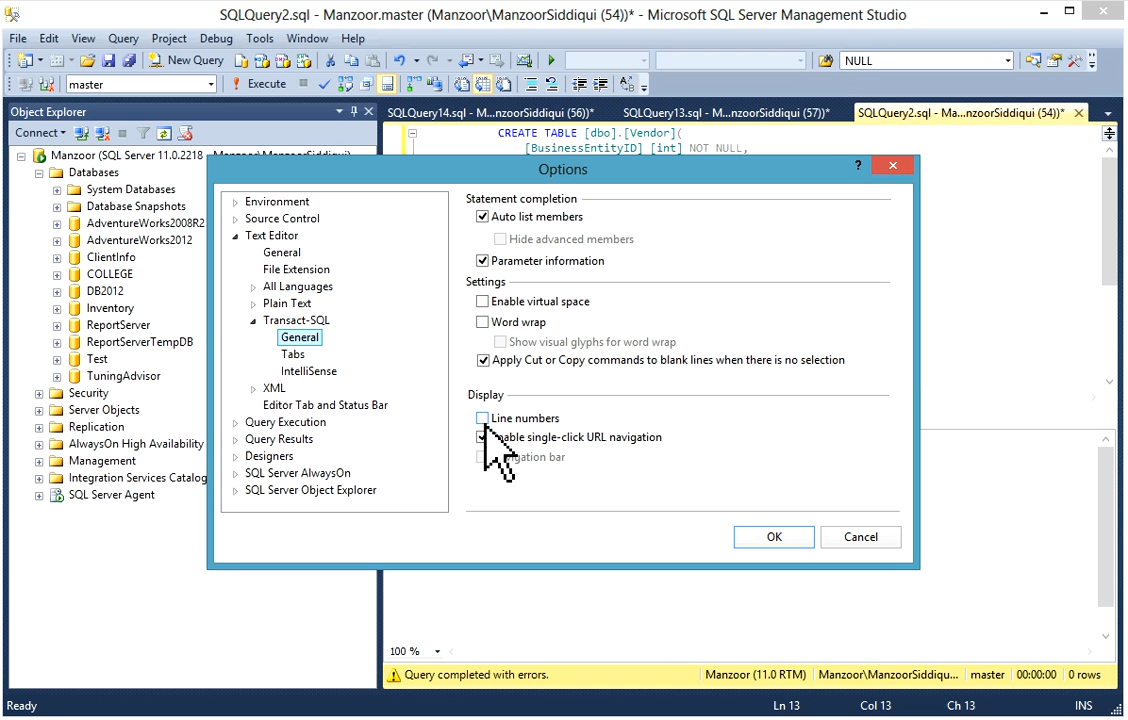 SQLQuery2.sql - Manzoor.master (Manzoor\ManzoorSiddiqui (54))* - Microsoft SQL Server Management Studio
File Edit View Query Project Debug Tools Window Help
New Query NULL
master Execute
Object Explorer
Connect
Manzoor (SQL Server 11.0.2218 - Manzoor\ManzoorSiddiqui)
Databases
System Databases
Database Snapshots
AdventureWorks2008R2
AdventureWorks2012
ClientInfo
COLLEGE
DB2012
Inventory
ReportServer
ReportServerTempDB
Test
TuningAdvisor
Security
Server Objects
Replication
AlwaysOn High Availability
Management
Integration Services Catalog
SQL Server Agent
SQLQuery14.sql - M...nzoorSiddiqui (56))* SQLQuery13.sql - M...nzoorSiddiqui (57))* SQLQuery2.sql - Ma...nzoorSiddiqui (54))*
CREATE TABLE [dbo].[Vendor](
[BusinessEntityID] [int] NOT NULL,
Options
Environment
Source Control
Text Editor
General
File Extension
All Languages
Plain Text
Transact-SQL
General
Tabs
IntelliSense
XML
Editor Tab and Status Bar
Query Execution
Query Results
Designers
SQL Server AlwaysOn
SQL Server Object Explorer
Statement completion
Auto list members
Hide advanced members
Parameter information
Settings
Enable virtual space
Word wrap
Show visual glyphs for word wrap
Apply Cut or Copy commands to blank lines when there is no selection
Display
Line numbers
single-click URL navigation
bar
OK Cancel
100 %
Query completed with errors. Manzoor (11.0 RTM) Manzoor\ManzoorSiddiqu... master 00:00:00 0 rows
Ready Ln 13 Col 13 Ch 13 INS